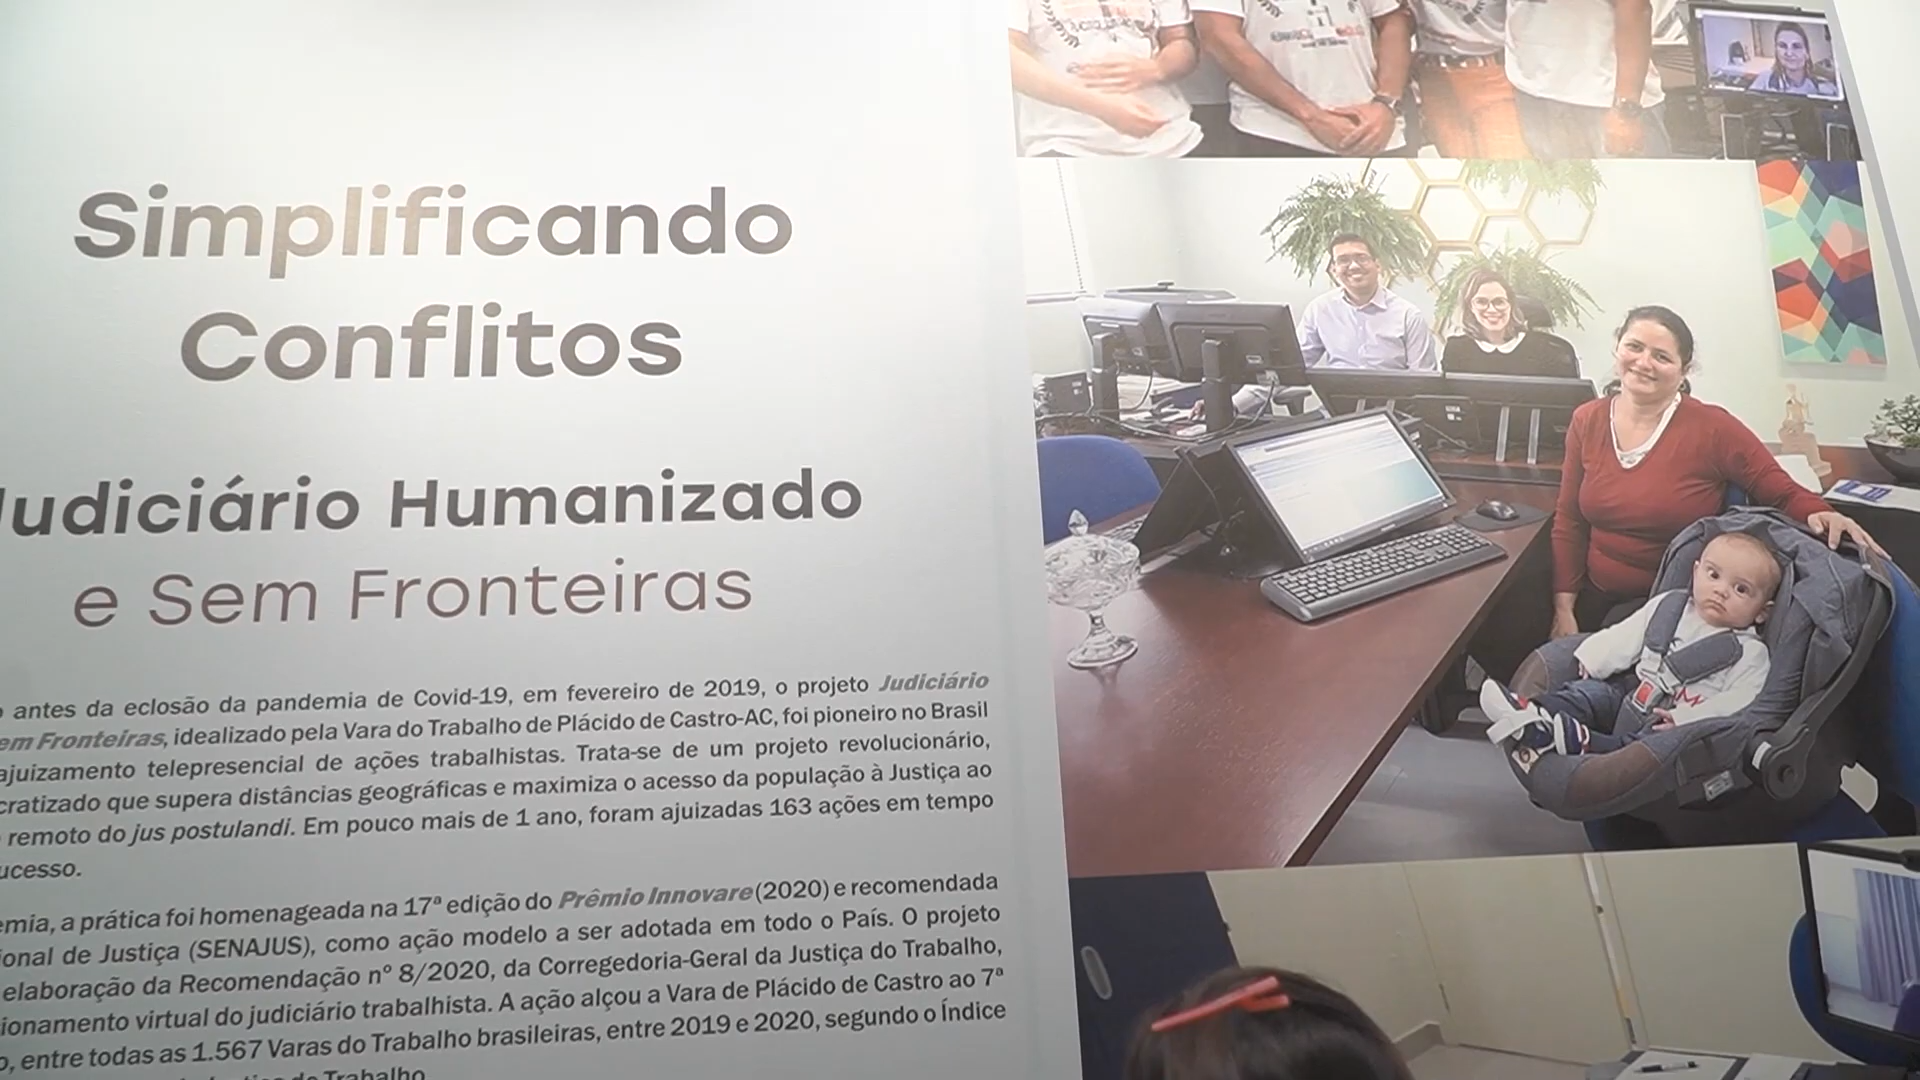 Simplificando
Conflitos
Judiciário Humanizado
e Sem Fronteiras
antes da eclosão da pandemia de Covid-19, em fevereiro de 2019, o projeto Judiciário
Fronteiras, idealizado pela Vara do Trabalho de Plácido de Castro-AC, foi pioneiro no Brasil
ajuizamento telepresencial de ações trabalhistas. Trata-se de um projeto revolucionário,
cratizado que supera distâncias geográficas e maximiza o acesso da população à Justiça ao
remoto do jus postulandi. Em pouco mais de 1 ano, foram ajuizadas 163 ações em tempo
ucesso.
emia, a prática foi homenageada na 17ª edição do Prêmio Innovare (2020) e recomendada
ional de Justiça (SENAJUS), como ação modelo a ser adotada em todo o País. O projeto
elaboração da Recomendação nº 8/2020, da Corregedoria-Geral da Justiça do Trabalho,
ionamento virtual do judiciário trabalhista. A ação alçou a Vara de Plácido de Castro ao 7ª
, entre todas as 1.567 Varas do Trabalho brasileiras, entre 2019 e 2020, segundo o Índice
Trabalho